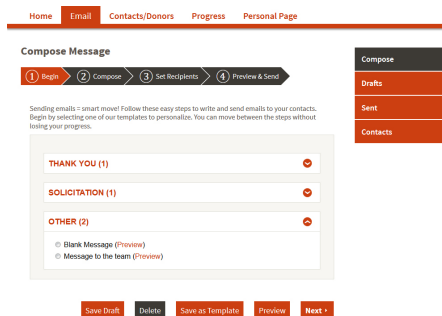 Home Email Contacts/Donors Progress Personal Page
Compose Message
1 Begin 2 Compose 3 Set Recipients 4 Preview & Send
Sending emails = smart move! Follow these easy steps to write and send emails to your contacts.
Begin by selecting one of our templates to personalize. You can move between the steps without
losing your progress.
THANK YOU (1)
SOLICITATION (1)
OTHER (2)
Blank Message (Preview)
Message to the team (Preview)
Save Draft Delete Save as Template Preview Next ›
Compose
Drafts
Sent
Contacts